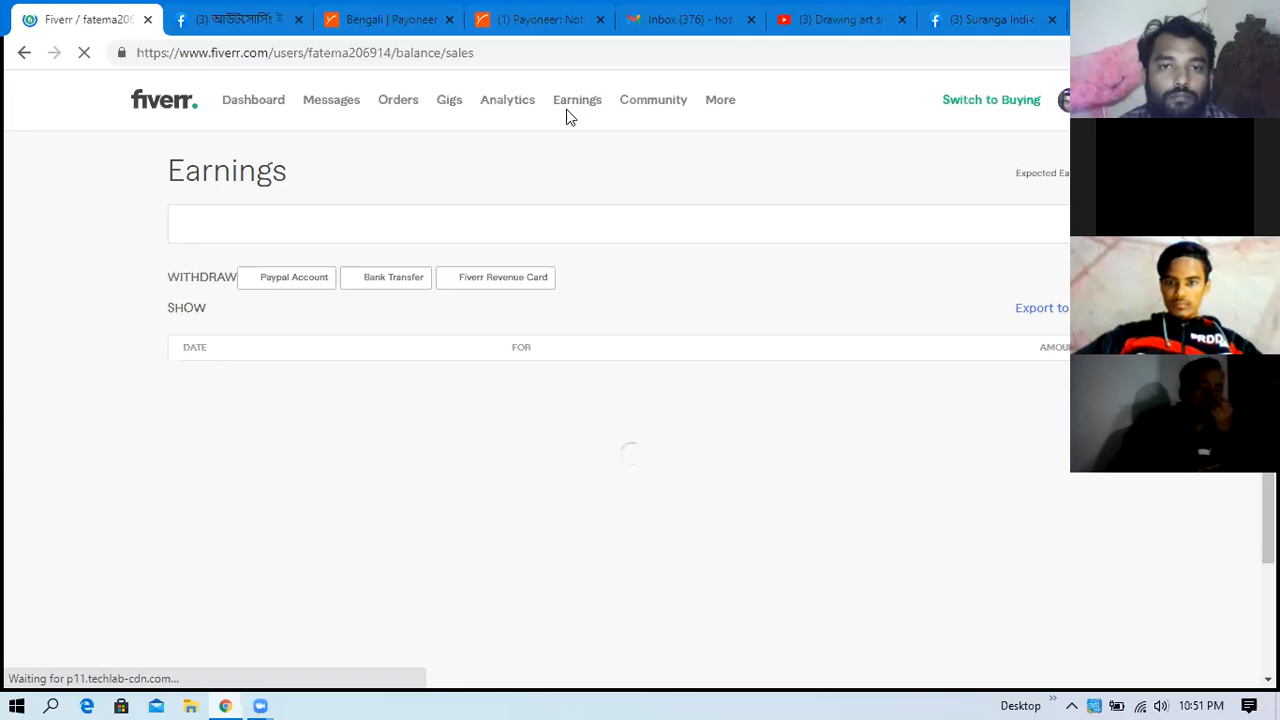 Fiverr / fatema206
(3) আউটসোর্সিং ই
Bengali | Payoneer
(1) Payoneer: Not
Inbox (376) - hos
(3) Drawing art si
(3) Suranga Indik
https://www.fiverr.com/users/fatema206914/balance/sales
fiverr.
Dashboard
Messages
Orders
Gigs
Analytics
Earnings
Community
More
Switch to Buying
Earnings
Expected Ea
WITHDRAW
Paypal Account
Bank Transfer
Fiverr Revenue Card
SHOW
Export to
DATE
FOR
AMOU
Waiting for p11.techlab-cdn.com...
Desktop
10:51 PM